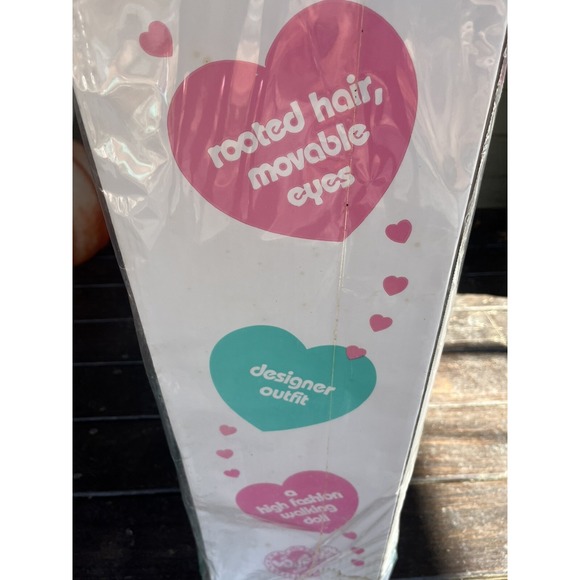 rooted hair,
movable
eyes
designer
outfit
a
high fashion
walking
doll